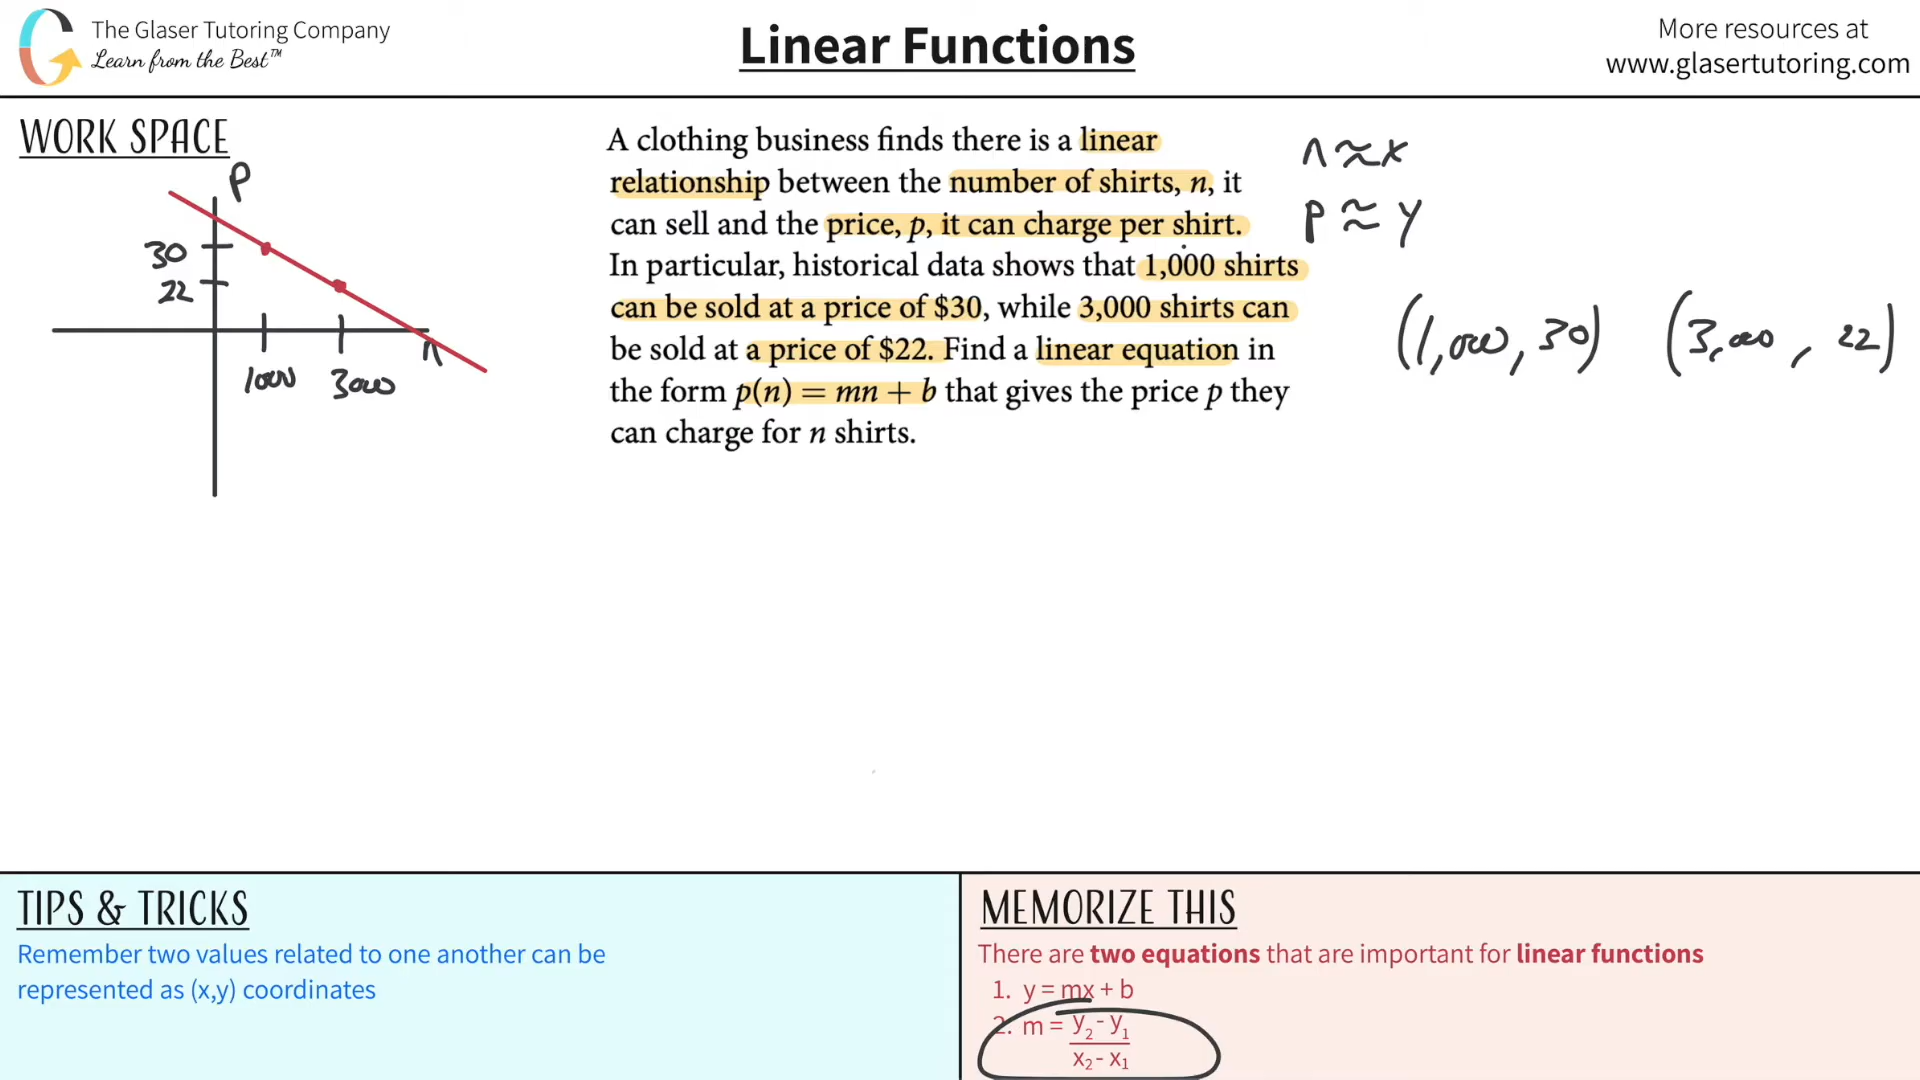 The Glaser Tutoring Company
Learn from the Best™
Linear Functions
More resources at
www.glasertutoring.com
WORK SPACE
p
30
22
1000
3000
n
A clothing business finds there is a linear
relationship between the number of shirts, n, it
can sell and the price, p, it can charge per shirt.
In particular, historical data shows that 1,000 shirts
can be sold at a price of $30, while 3,000 shirts can
be sold at a price of $22. Find a linear equation in
the form p(n) = mn + b that gives the price p they
can charge for n shirts.
n ≈ x
p ≈ y
(1,000, 30) (3,000, 22)
TIPS & TRICKS
Remember two values related to one another can be
represented as (x,y) coordinates
MEMORIZE THIS
There are two equations that are important for linear functions
1. y = mx + b
2. m = y₂ - y₁
x₂ - x₁